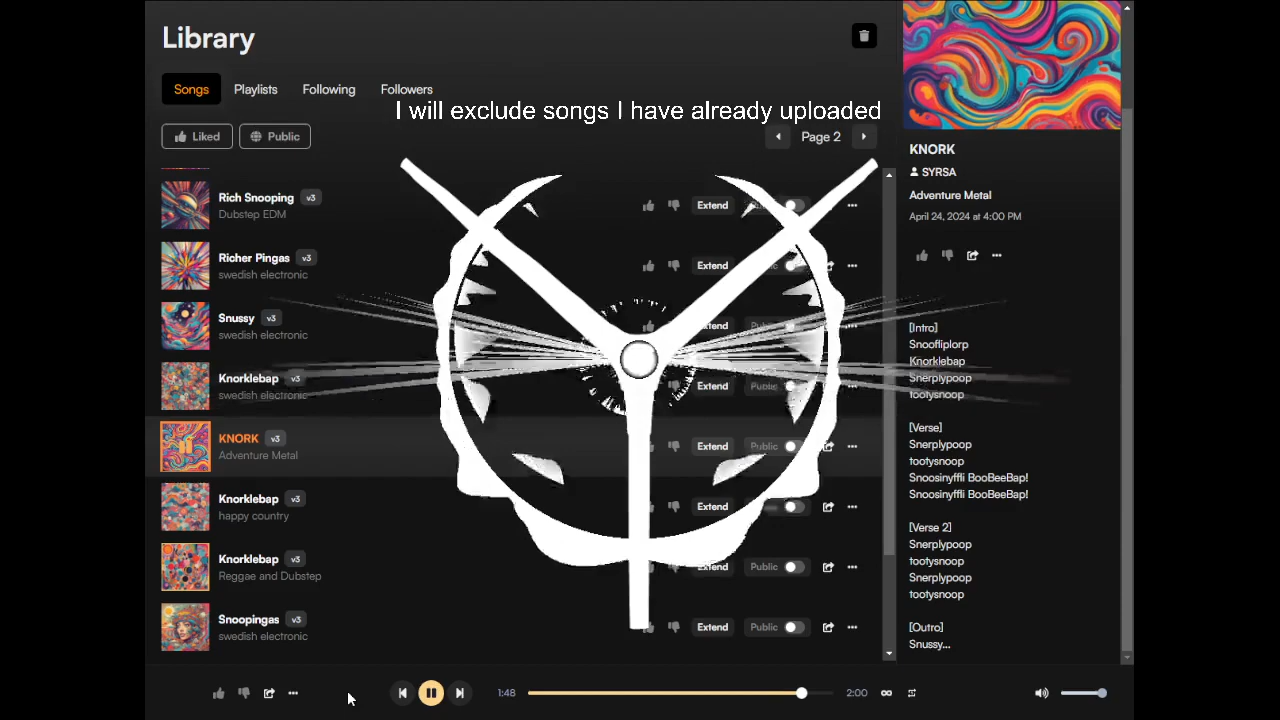 Library
Songs Playlists Following Followers
I will exclude songs I have already uploaded
Liked Public
Page 2
Rich Snooping v3
Dubstep EDM
Extend
Richer Pingas v3
swedish electronic
Extend
Snussy v3
swedish electronic
Extend Public
Knorklebap v3
swedish electronic
Extend Public
KNORK v3
Adventure Metal
Extend Public
Knorklebap v3
happy country
Extend
Knorklebap v3
Reggae and Dubstep
Extend Public
Snoopingas v3
swedish electronic
Extend Public
KNORK
SYRSA
Adventure Metal
April 24, 2024 at 4:00 PM
[Intro]
Snoofliplorp
Knorklebap
Snerplypoop
tootysnoop
[Verse]
Snerplypoop
tootysnoop
Snoosinyffli BooBeeBap!
Snoosinyffli BooBeeBap!
[Verse 2]
Snerplypoop
tootysnoop
Snerplypoop
tootysnoop
[Outro]
Snussy...
1:48 2:00